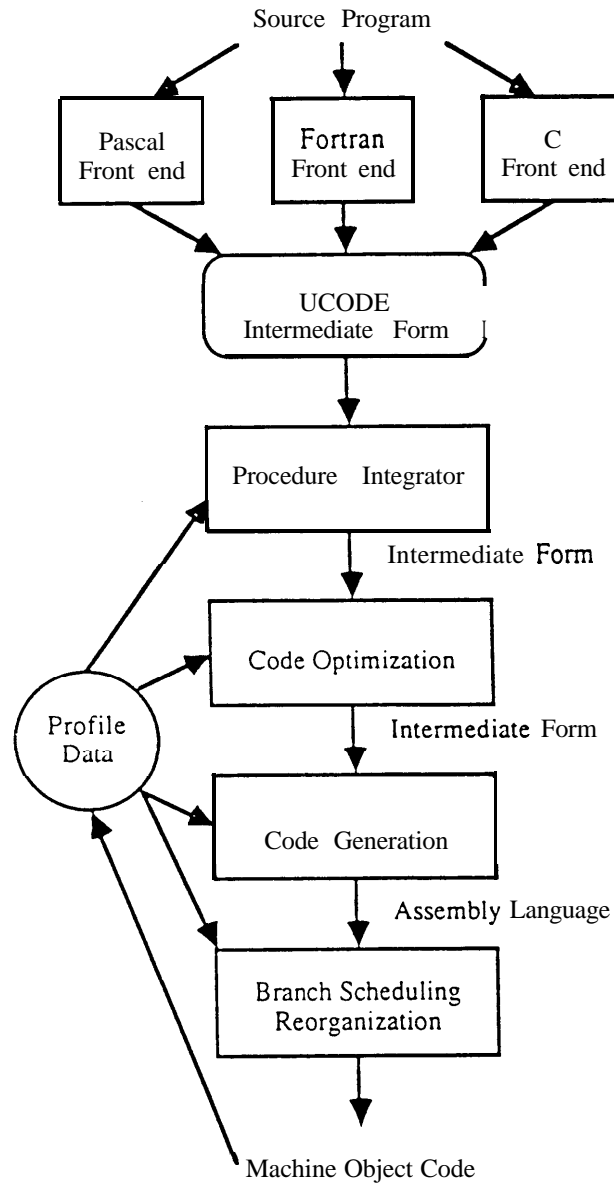 Source Program
Pascal
Front end
Fortran
Front end
C
Front end
UCODE
Intermediate Form
Procedure Integrator
Intermediate Form
Code Optimization
Profile
Data
Intermediate Form
Code Generation
Assembly Language
Branch Scheduling
Reorganization
Machine Object Code